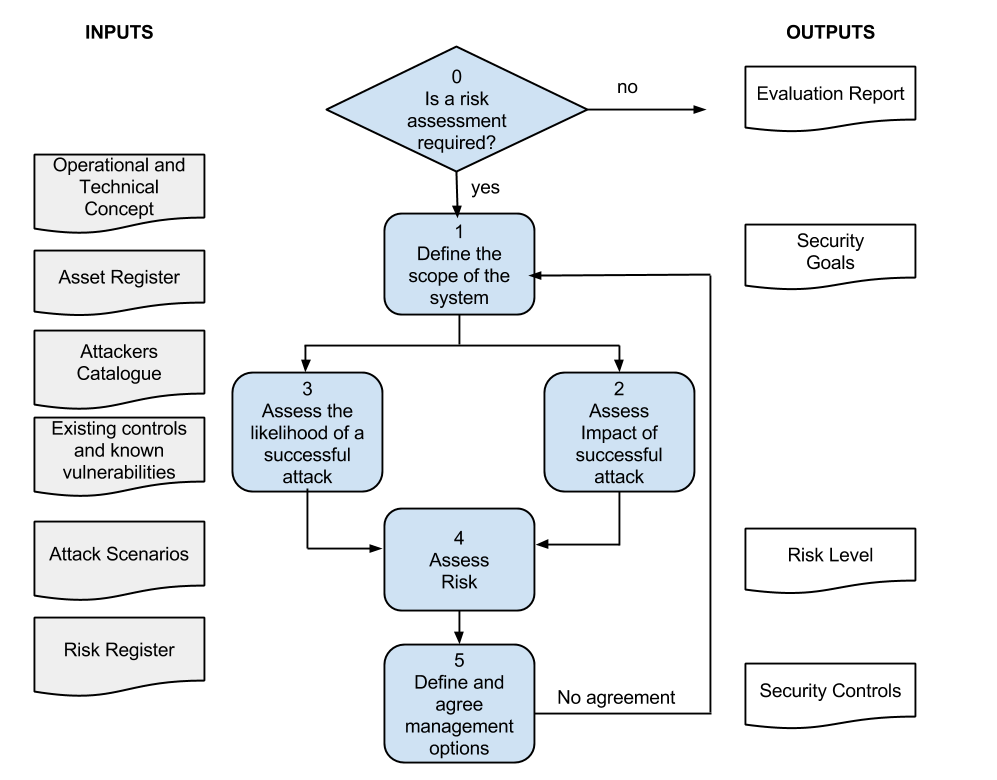 INPUTS
OUTPUTS
0
Is a risk
assessment
required?
no
Evaluation Report
yes
Operational and
Technical
Concept
1
Define the
scope of the
system
Security
Goals
Asset Register
Attackers
Catalogue
3
Assess the
likelihood of a
successful
attack
2
Assess
Impact of
successful
attack
Existing controls
and known
vulnerabilities
4
Assess
Risk
Attack Scenarios
Risk Level
Risk Register
5
Define and
agree
management
options
No agreement
Security Controls